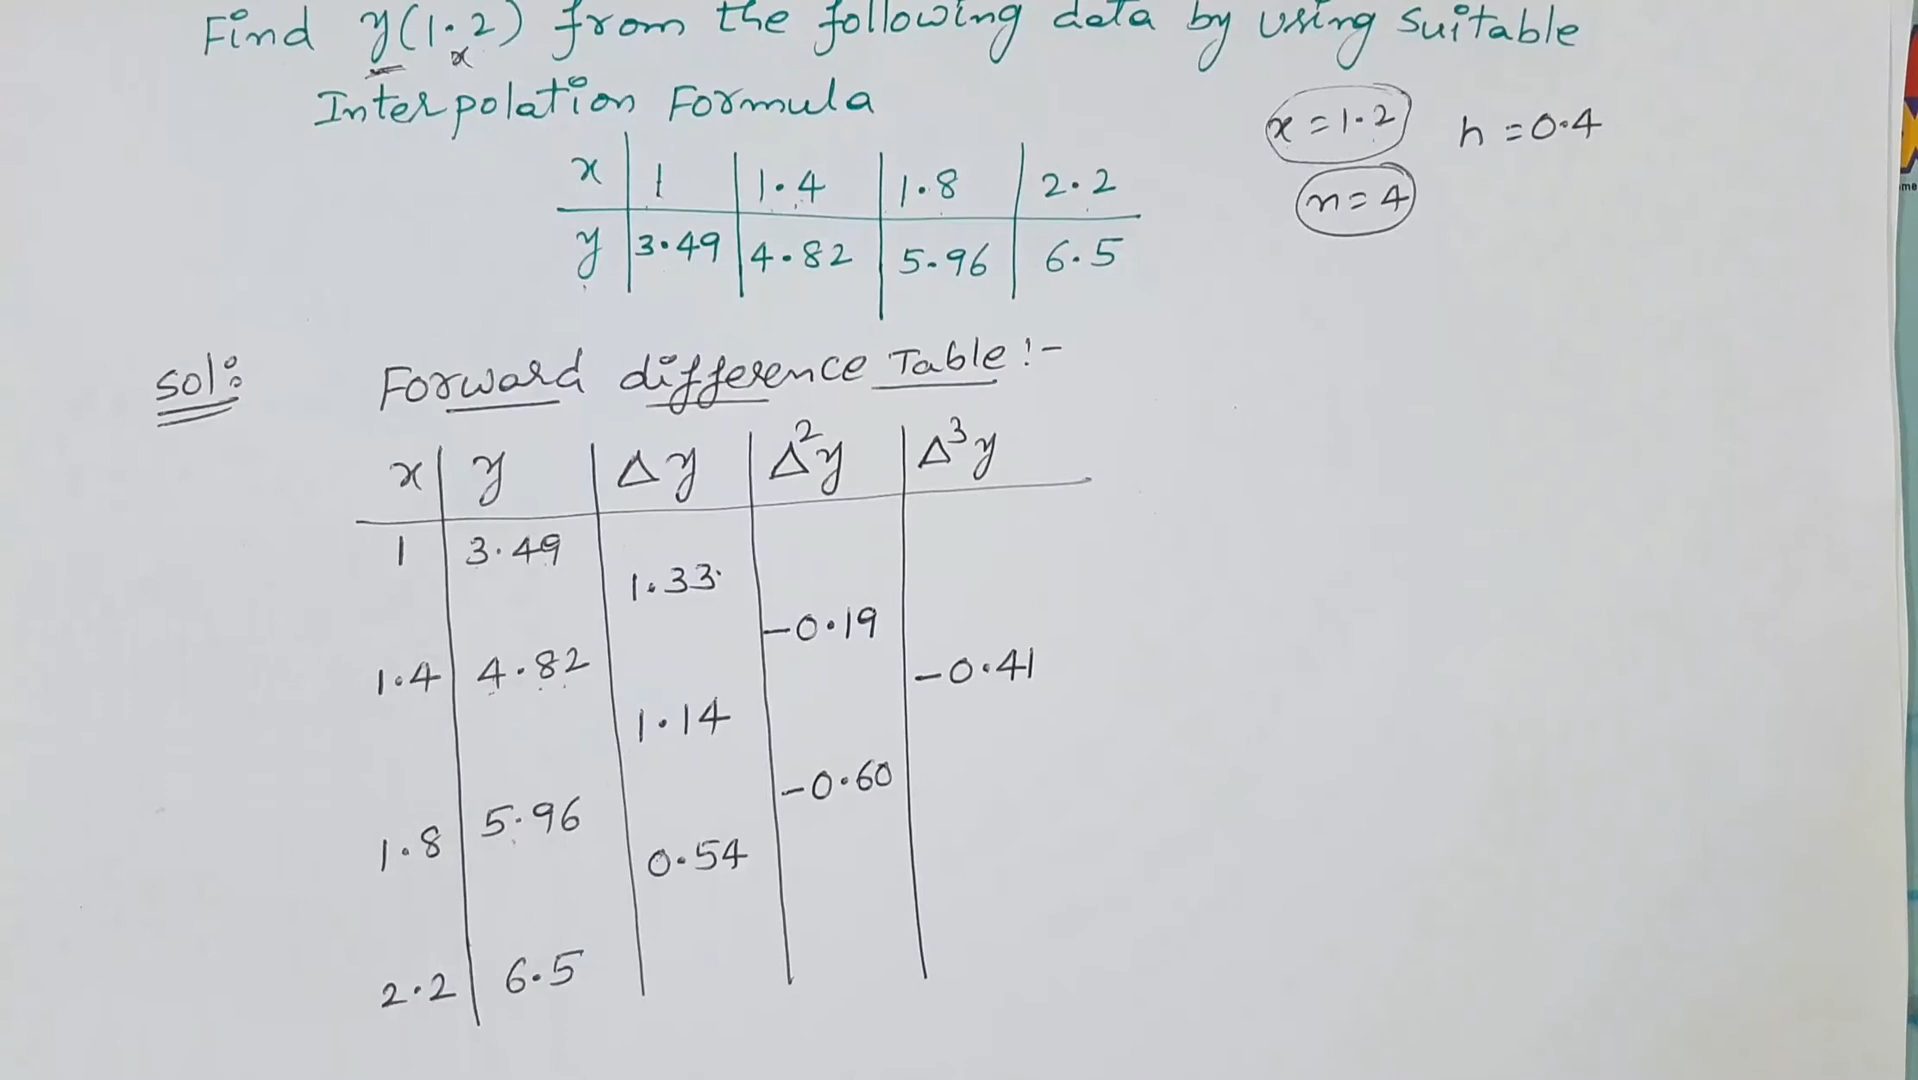 Find y(1.2) from the following data by using suitable
x
Interpolation Formula
x = 1.2 h = 0.4
n = 4
x 1 1.4 1.8 2.2
y 3.49 4.82 5.96 6.5
Sol: Forward difference Table :-
x y Δy Δ²y Δ³y
1 3.49
1.33
-0.19
1.4 4.82 -0.41
1.14
-0.60
1.8 5.96
0.54
2.2 6.5
me